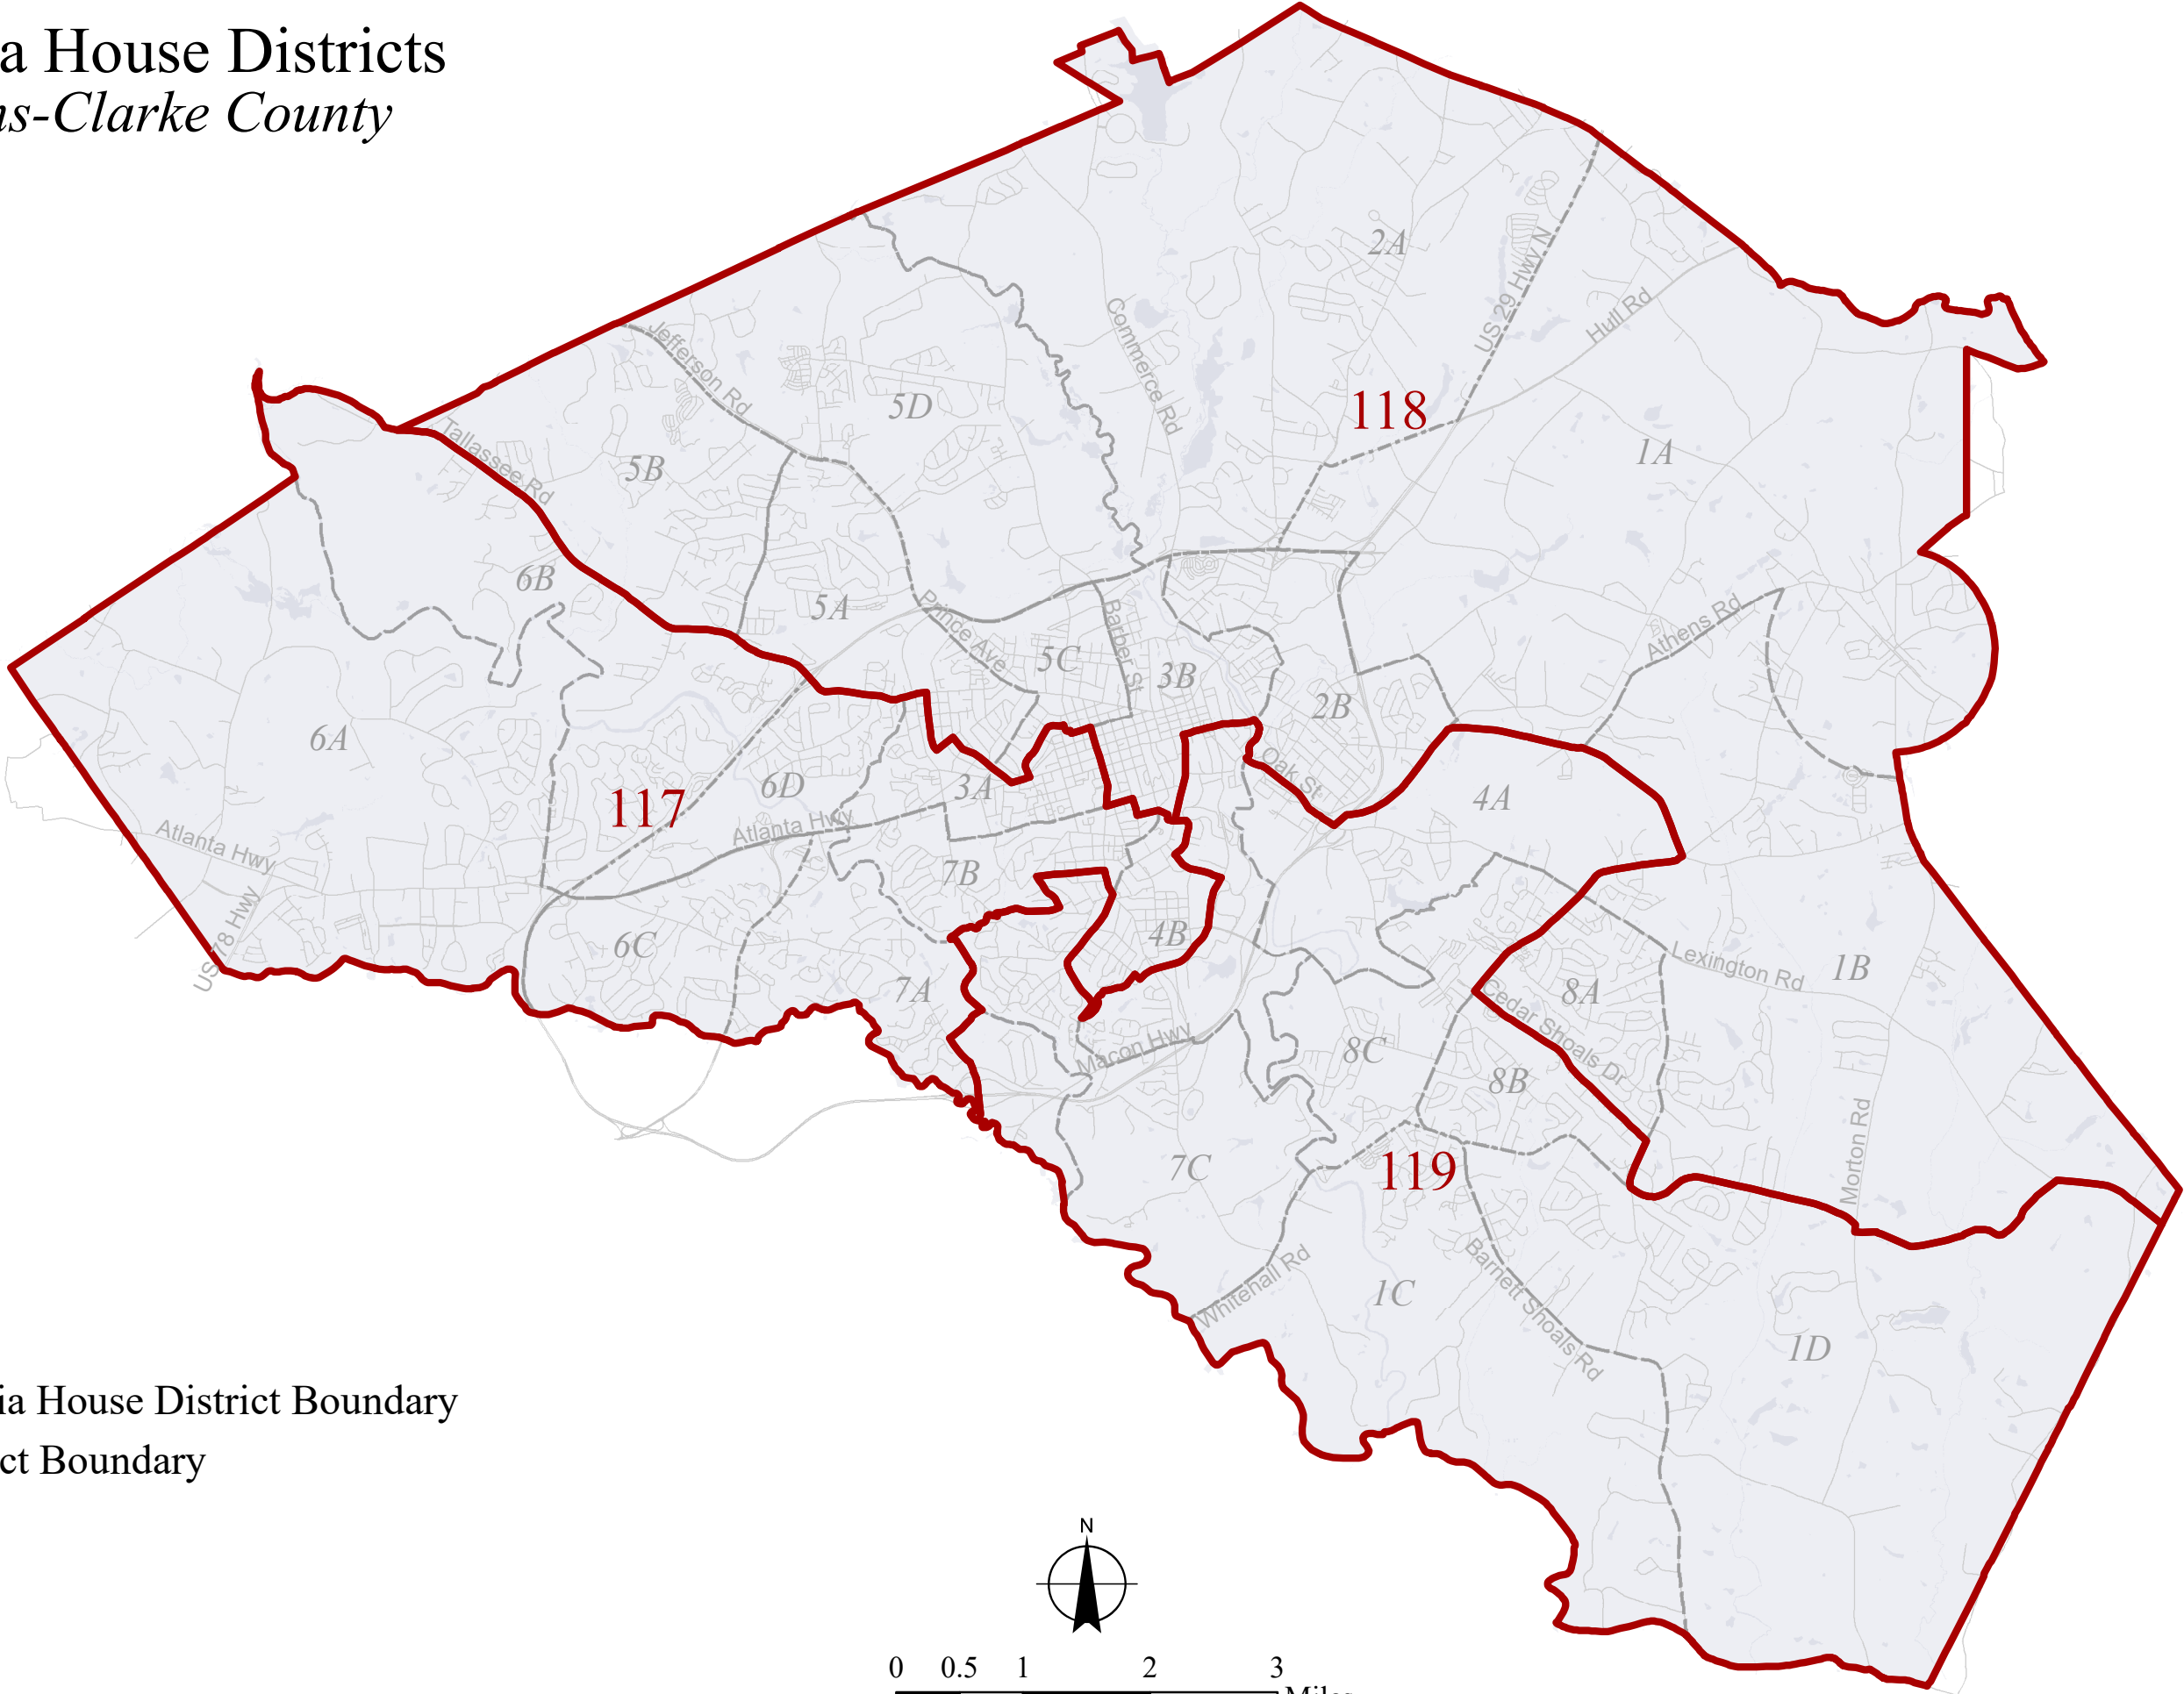 a House Districts
ns-Clarke County
2A
US 29 Hwy N
Hull Rd
Commerce Rd
Jefferson Rd
5D
118
1A
Tallassee Rd
5B
6B
5A
Prince Ave
Barber St
Athens Rd
5C
3B
2B
6A
Oak St
117
6D
3A
4A
Atlanta Hwy
Atlanta Hwy
7B
US 78 Hwy
6C
4B
Lexington Rd
1B
7A
8A
Cedar Shoals Dr
Macon Hwy
8C
8B
Morton Rd
7C
119
Whitehall Rd
1C
Barnett Shoals Rd
1D
ia House District Boundary
ct Boundary
N
0 0.5 1 2 3
Miles